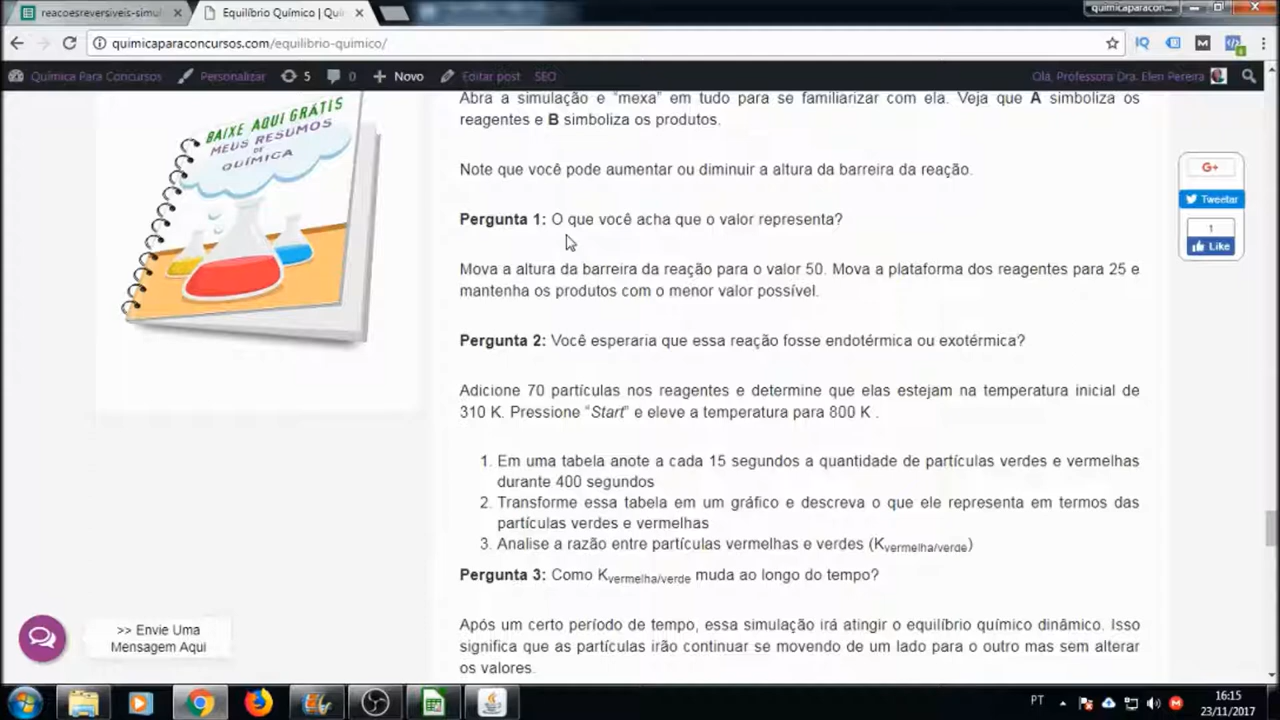 reacoesreversiveis-simul
Equilíbrio Químico | Quí
quimicaparacon...
quimicaparaconcursos.com/equilibrio-quimico/
Química Para Concursos
Personalizar
5
0
Novo
Editar post
SEO
Olá, Professora Dra. Elen Pereira
BAIXE AQUI GRÁTIS
MEUS RESUMOS
DE
QUÍMICA
Abra a simulação e “mexa” em tudo para se familiarizar com ela. Veja que A simboliza os
reagentes e B simboliza os produtos.
Note que você pode aumentar ou diminuir a altura da barreira da reação.
Pergunta 1: O que você acha que o valor representa?
Mova a altura da barreira da reação para o valor 50. Mova a plataforma dos reagentes para 25 e
mantenha os produtos com o menor valor possível.
Pergunta 2: Você esperaria que essa reação fosse endotérmica ou exotérmica?
Adicione 70 partículas nos reagentes e determine que elas estejam na temperatura inicial de
310 K. Pressione “Start” e eleve a temperatura para 800 K .
1. Em uma tabela anote a cada 15 segundos a quantidade de partículas verdes e vermelhas
durante 400 segundos
2. Transforme essa tabela em um gráfico e descreva o que ele representa em termos das
partículas verdes e vermelhas
3. Analise a razão entre partículas vermelhas e verdes (Kvermelha/verde)
Pergunta 3: Como Kvermelha/verde muda ao longo do tempo?
Após um certo período de tempo, essa simulação irá atingir o equilíbrio químico dinâmico. Isso
significa que as partículas irão continuar se movendo de um lado para o outro mas sem alterar
os valores.
G+
Tweetar
1
Like
>> Envie Uma
Mensagem Aqui
PT
16:15
23/11/2017